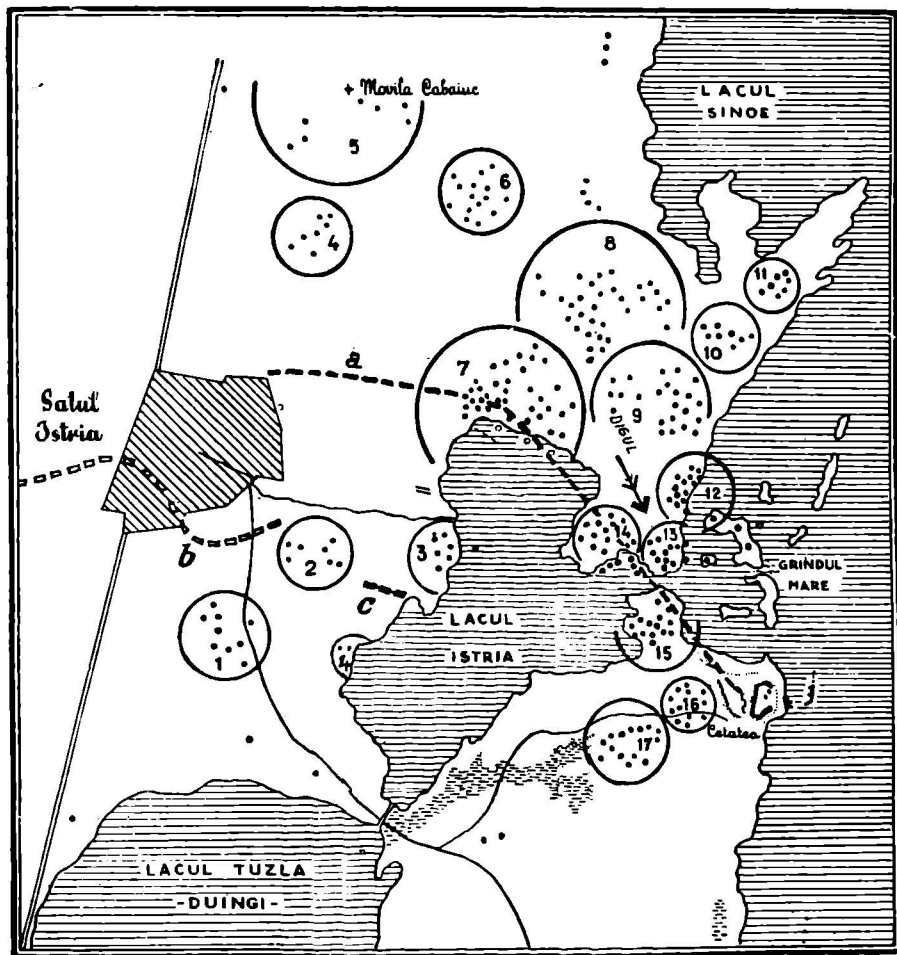 LACUL
SINOE
+ Movila Cabaiuc
5
6
4
8
11
10
7
a
9
DIGUL
Satul
Istria
12
14
13
b
2
3
GRINDUL
MARE
c
LACUL
ISTRIA
1
15
16
Cetatea
17
LACUL TUZLA
-DUINGI-